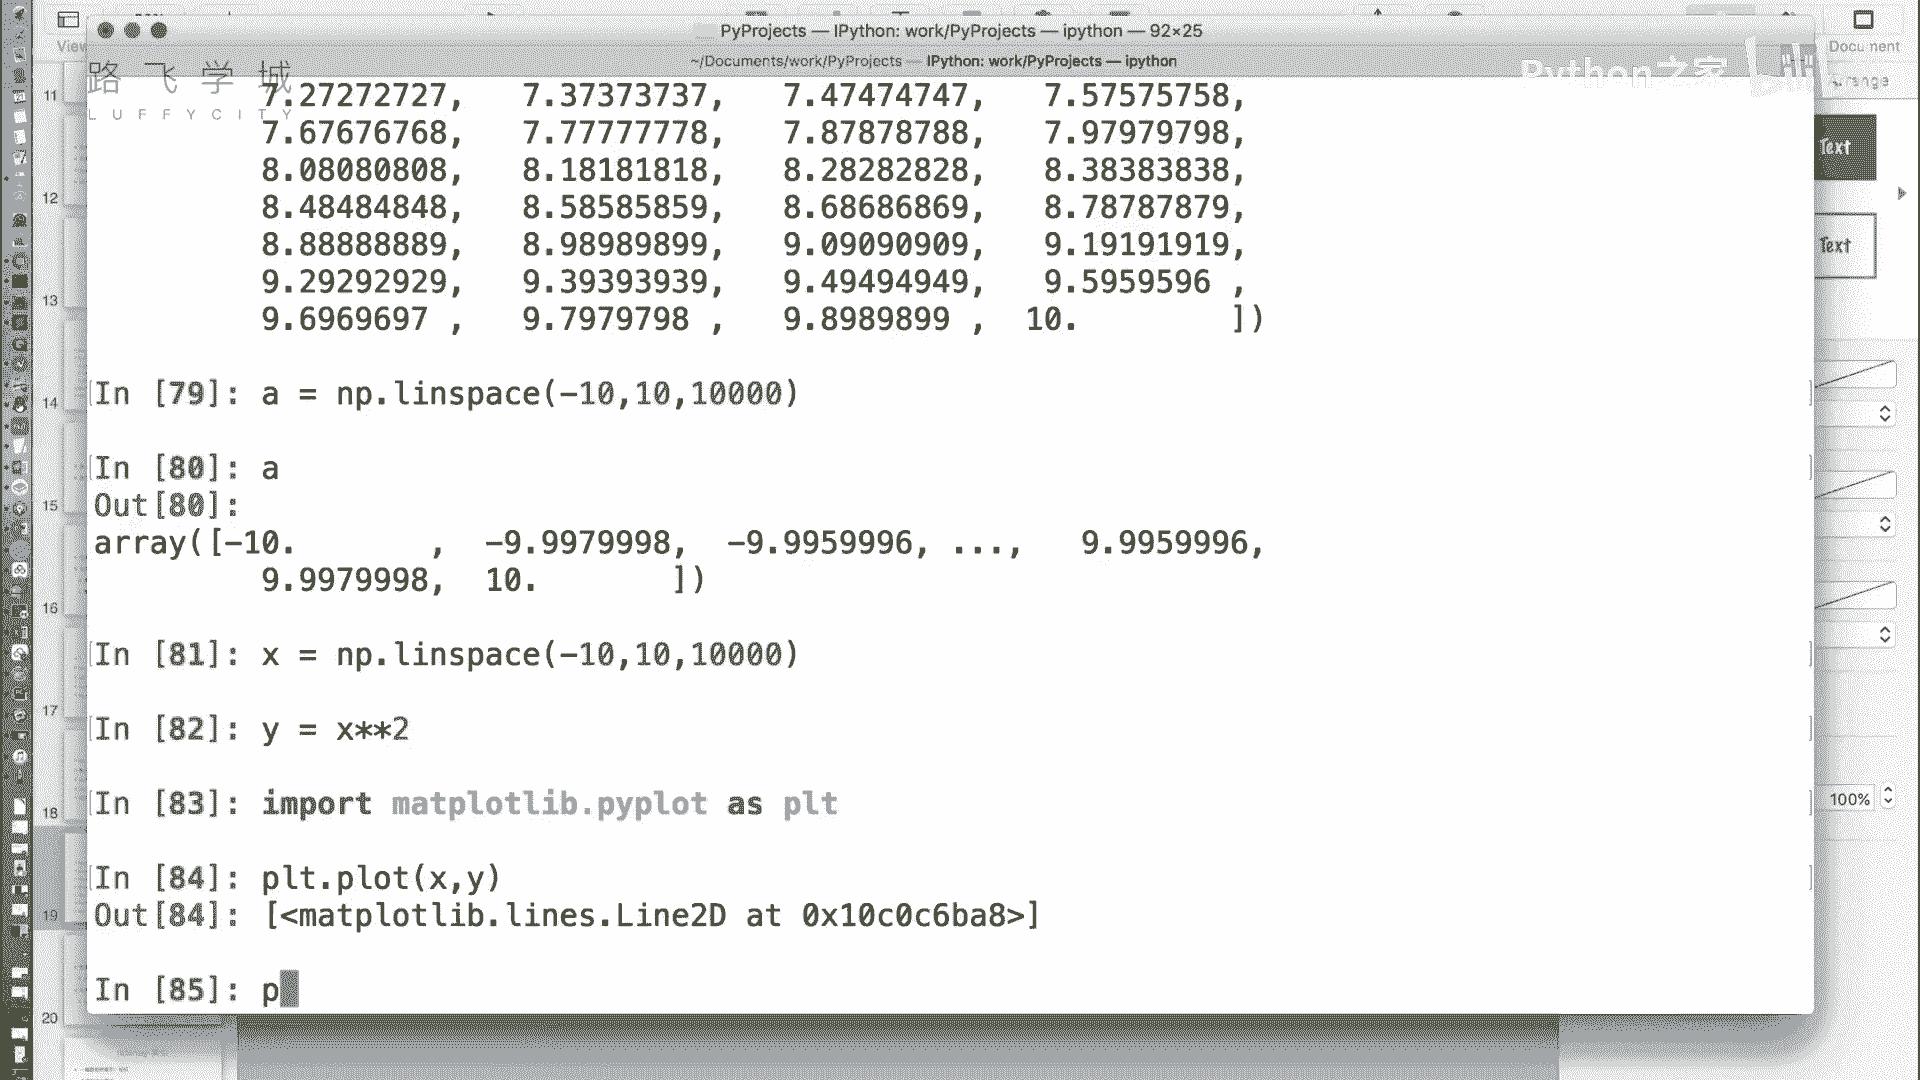 PyProjects — IPython: work/PyProjects — ipython — 92×25
View
Document
~/Documents/work/PyProjects — IPython: work/PyProjects — ipython
路飞学城
LUFFYCITY
Python之家
7.27272727, 7.37373737, 7.47474747, 7.57575758,
7.67676768, 7.77777778, 7.87878788, 7.97979798,
8.08080808, 8.18181818, 8.28282828, 8.38383838,
8.48484848, 8.58585859, 8.68686869, 8.78787879,
8.88888889, 8.98989899, 9.09090909, 9.19191919,
9.29292929, 9.39393939, 9.49494949, 9.5959596 ,
9.6969697 , 9.7979798 , 9.8989899 , 10. ])
In [79]: a = np.linspace(-10,10,10000)
In [80]: a
Out[80]:
array([-10. , -9.9979998, -9.9959996, ..., 9.9959996,
9.9979998, 10. ])
In [81]: x = np.linspace(-10,10,10000)
In [82]: y = x**2
In [83]: import matplotlib.pyplot as plt
In [84]: plt.plot(x,y)
Out[84]: [<matplotlib.lines.Line2D at 0x10c0c6ba8>]
In [85]: p
11
12
13
14
15
16
17
18
19
20
Text
Text
100%